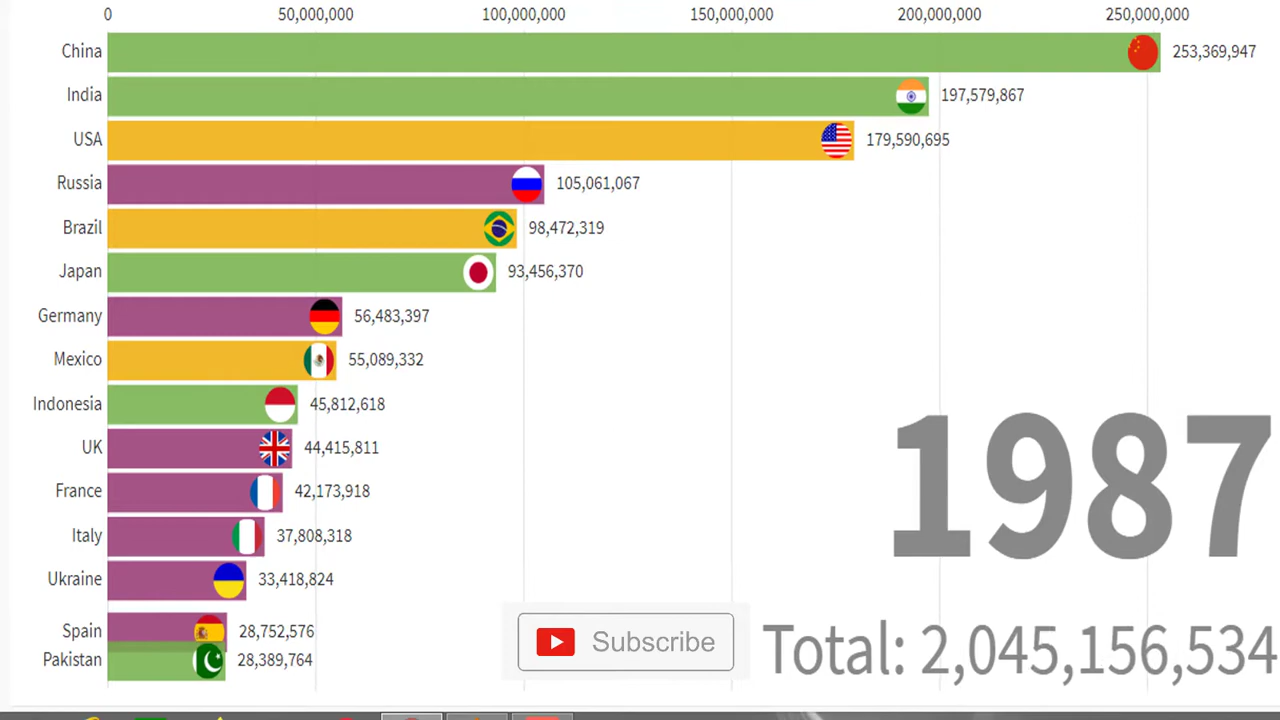 0 50,000,000 100,000,000 150,000,000 200,000,000 250,000,000
China 253,369,947
India 197,579,867
USA 179,590,695
Russia 105,061,067
Brazil 98,472,319
Japan 93,456,370
Germany 56,483,397
Mexico 55,089,332
Indonesia 45,812,618
UK 44,415,811
France 42,173,918
Italy 37,808,318
Ukraine 33,418,824
Spain 28,752,576
Pakistan 28,389,764
1987
Subscribe
Total: 2,045,156,534